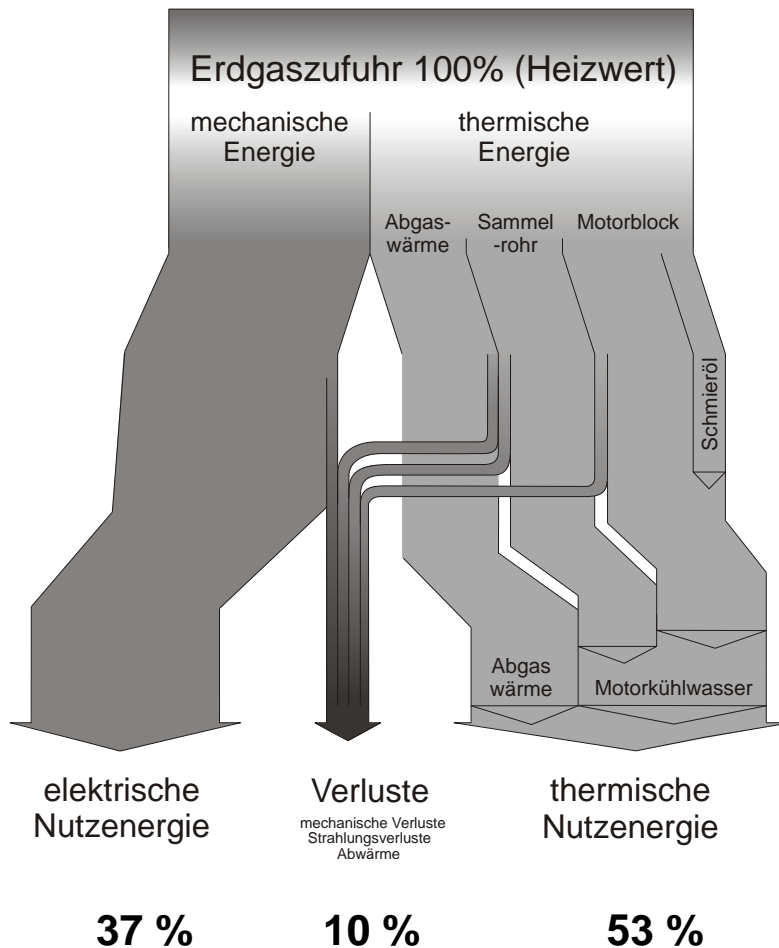 Erdgaszufuhr 100% (Heizwert)
mechanische
Energie
thermische
Energie
Abgas-
wärme
Sammel
-rohr
Motorblock
Schmieröl
Abgas
wärme
Motorkühlwasser
elektrische
Nutzenergie
Verluste
mechanische Verluste
Strahlungsverluste
Abwärme
thermische
Nutzenergie
37 %
10 %
53 %